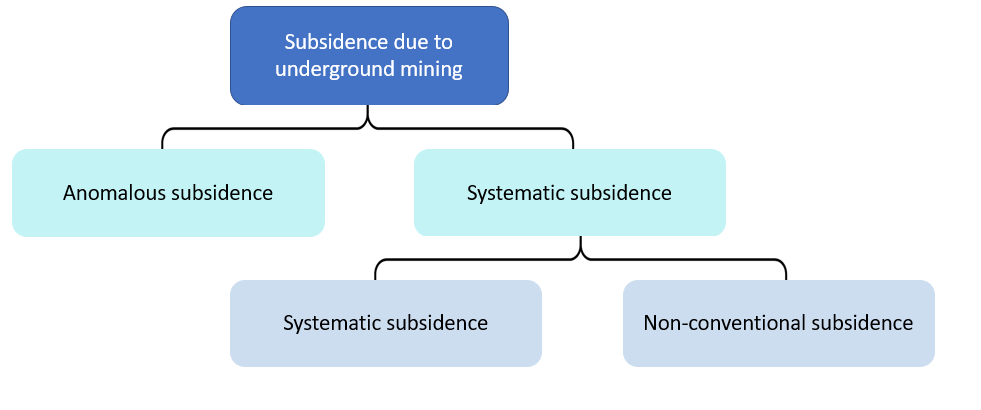 Subsidence due to
underground mining
Anomalous subsidence
Systematic subsidence
Systematic subsidence
Non-conventional subsidence